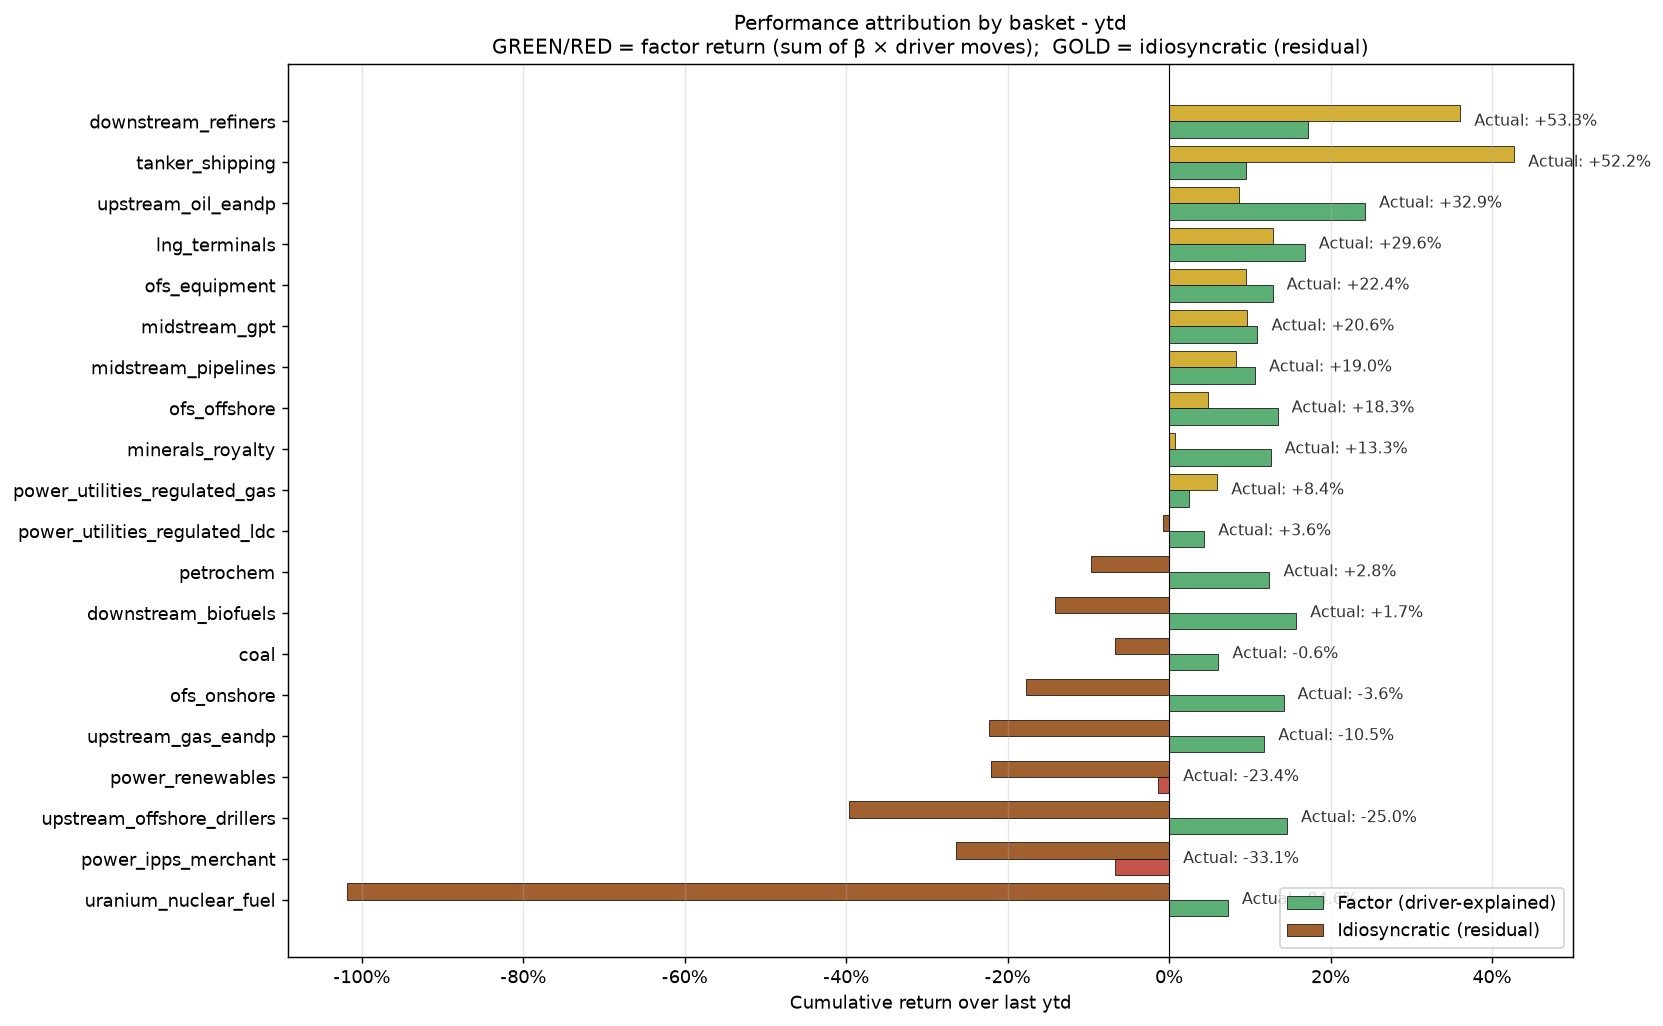 Performance attribution by basket - ytd
GREEN/RED = factor return (sum of β × driver moves);  GOLD = idiosyncratic (residual)
downstream_refiners
Actual: +53.3%
tanker_shipping
Actual: +52.2%
upstream_oil_eandp
Actual: +32.9%
lng_terminals
Actual: +29.6%
ofs_equipment
Actual: +22.4%
midstream_gpt
Actual: +20.6%
midstream_pipelines
Actual: +19.0%
ofs_offshore
Actual: +18.3%
minerals_royalty
Actual: +13.3%
power_utilities_regulated_gas
Actual: +8.4%
power_utilities_regulated_ldc
Actual: +3.6%
petrochem
Actual: +2.8%
downstream_biofuels
Actual: +1.7%
coal
Actual: -0.6%
ofs_onshore
Actual: -3.6%
upstream_gas_eandp
Actual: -10.5%
power_renewables
Actual: -23.4%
upstream_offshore_drillers
Actual: -25.0%
power_ipps_merchant
Actual: -33.1%
uranium_nuclear_fuel
Actual:
Factor (driver-explained)
Idiosyncratic (residual)
-100%
-80%
-60%
-40%
-20%
0%
20%
40%
Cumulative return over last ytd